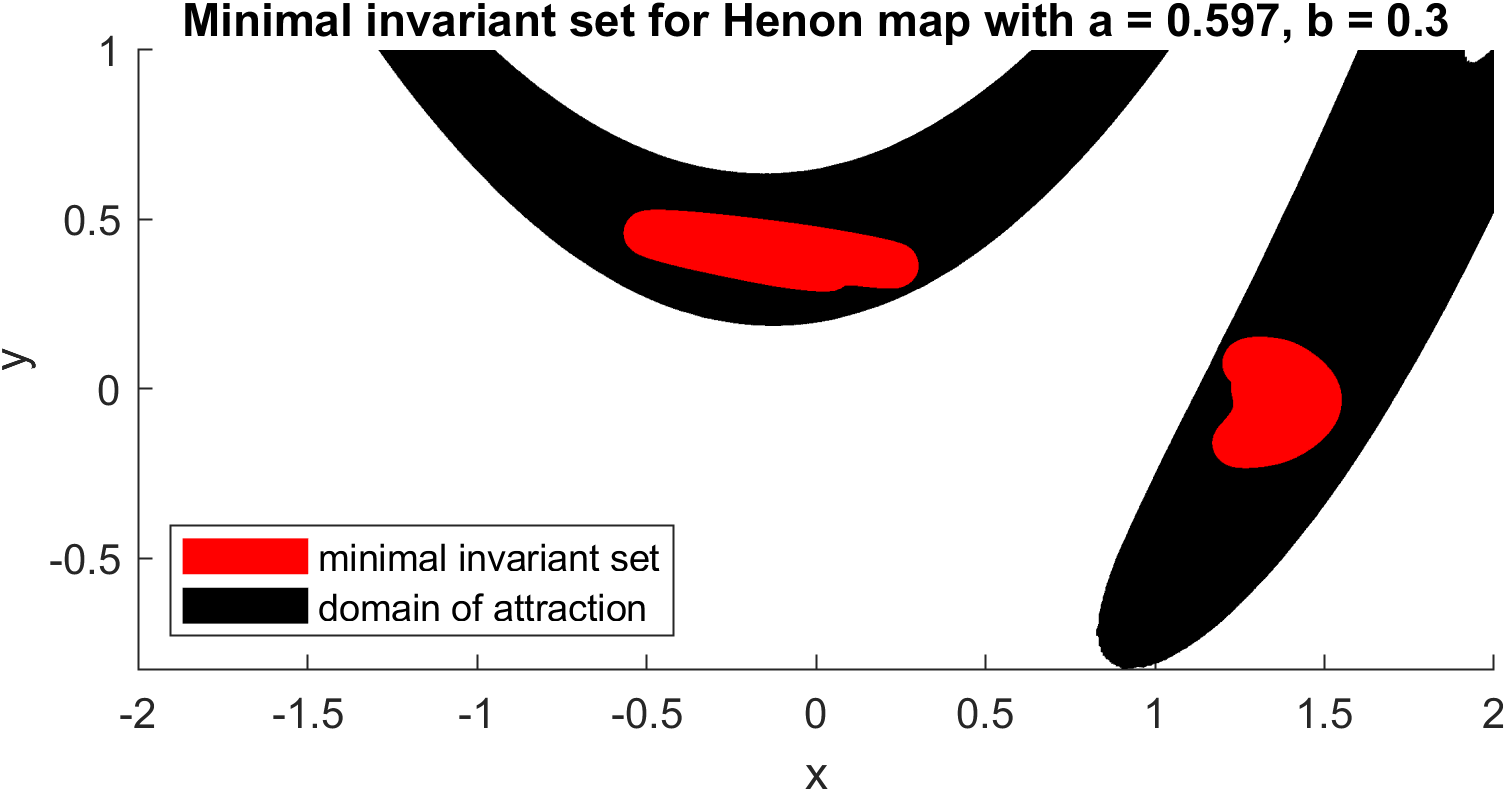 Minimal invariant set for Henon map with a = 0.597, b = 0.3
1
0.5
0
-0.5
y
minimal invariant set
domain of attraction
-2 -1.5 -1 -0.5 0 0.5 1 1.5 2
x